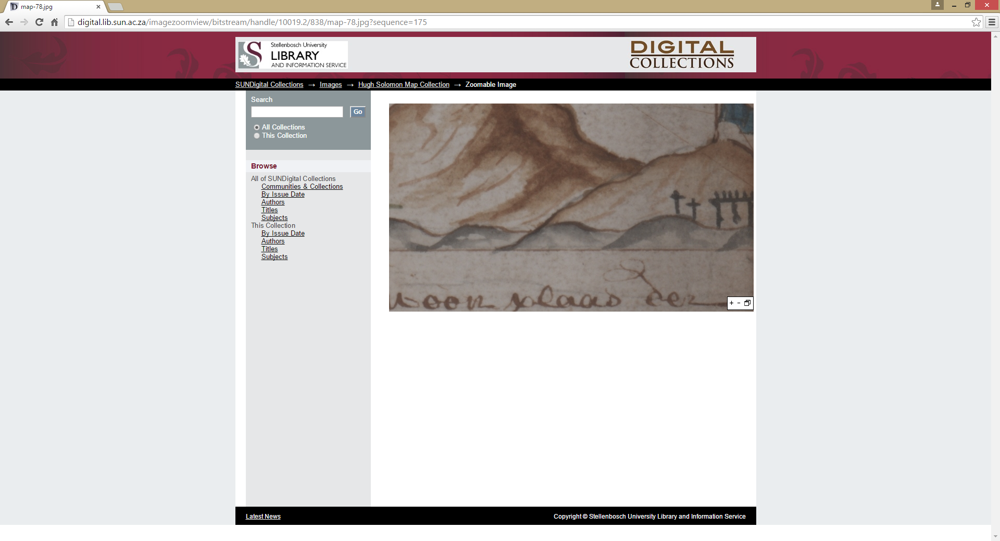 map-78.jpg
digital.lib.sun.ac.za/imagezoomview/bitstream/handle/10019.2/838/map-78.jpg?sequence=175
Stellenbosch University
LIBRARY
AND INFORMATION SERVICE
DIGITAL
COLLECTIONS
SUNDigital Collections → Images → Hugh Solomon Map Collection → Zoomable Image
Search
Go
All Collections
This Collection
Browse
All of SUNDigital Collections
Communities & Collections
By Issue Date
Authors
Titles
Subjects
This Collection
By Issue Date
Authors
Titles
Subjects
woon plaas der
+ -
Latest News
Copyright © Stellenbosch University Library and Information Service